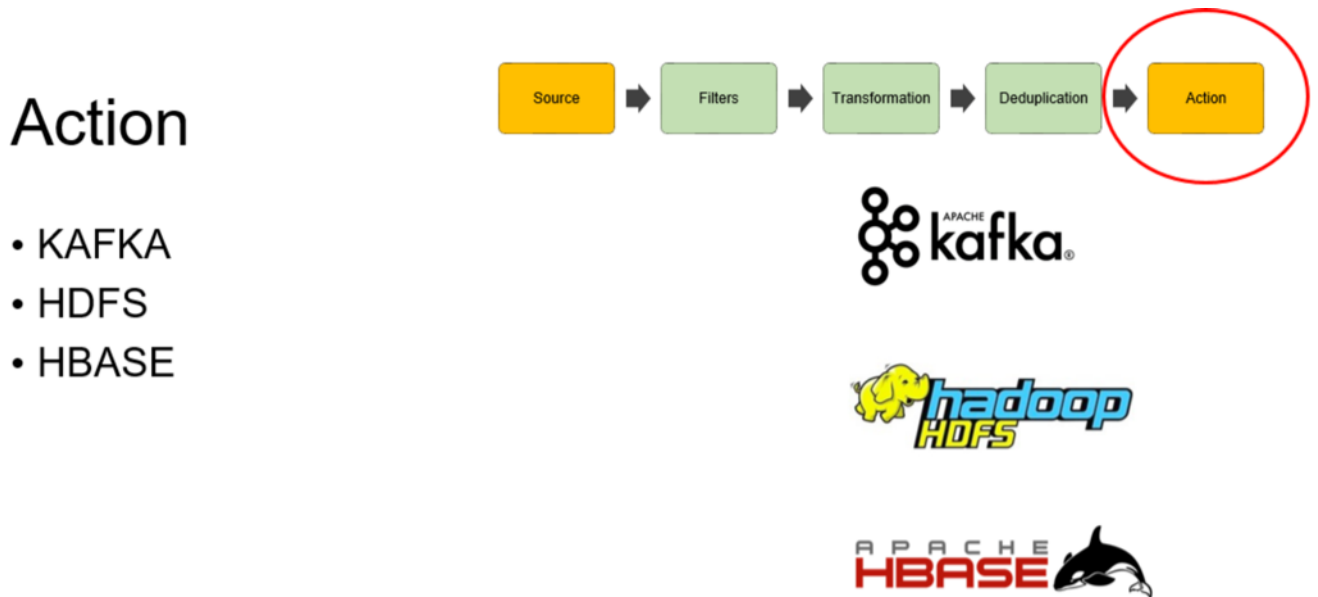 Action
• KAFKA
• HDFS
• HBASE
Source
Filters
Transformation
Deduplication
Action
APACHE
kafka®
hadoop
HDFS
APACHE
HBASE